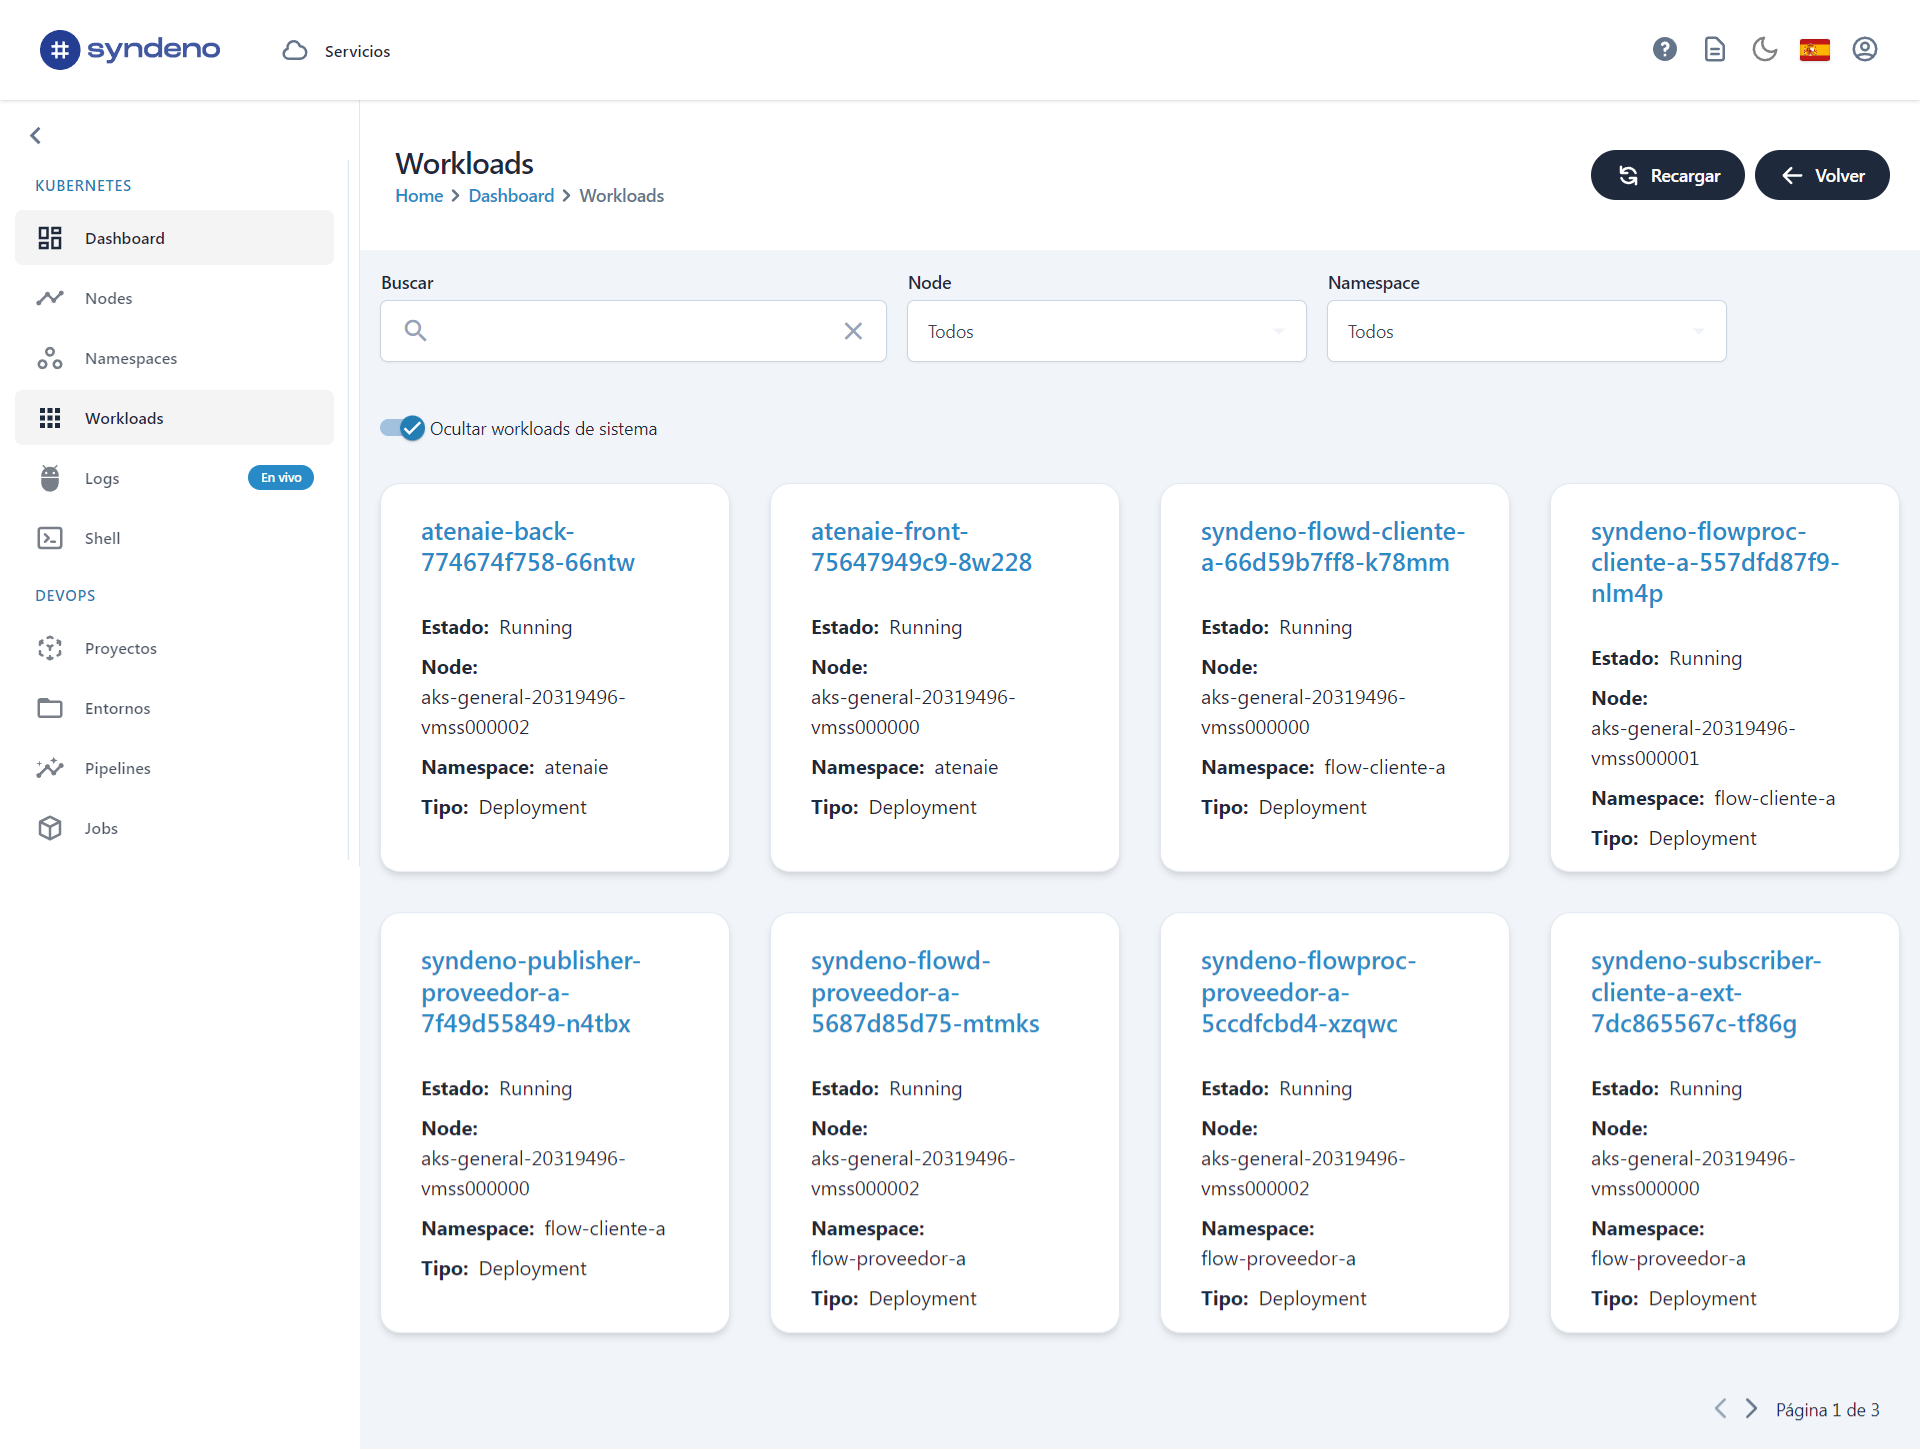 syndeno
Servicios
KUBERNETES
Dashboard
Nodes
Namespaces
Workloads
Logs
En vivo
Shell
DEVOPS
Proyectos
Entornos
Pipelines
Jobs
Workloads
Home > Dashboard > Workloads
Recargar
Volver
Buscar
Node
Todos
Namespace
Todos
Ocultar workloads de sistema
atenaie-back-
774674f758-66ntw
Estado: Running
Node:
aks-general-20319496-
vmss000002
Namespace: atenaie
Tipo: Deployment
atenaie-front-
75647949c9-8w228
Estado: Running
Node:
aks-general-20319496-
vmss000000
Namespace: atenaie
Tipo: Deployment
syndeno-flowd-cliente-
a-66d59b7ff8-k78mm
Estado: Running
Node:
aks-general-20319496-
vmss000000
Namespace: flow-cliente-a
Tipo: Deployment
syndeno-flowproc-
cliente-a-557dfd87f9-
nlm4p
Estado: Running
Node:
aks-general-20319496-
vmss000001
Namespace: flow-cliente-a
Tipo: Deployment
syndeno-publisher-
proveedor-a-
7f49d55849-n4tbx
Estado: Running
Node:
aks-general-20319496-
vmss000000
Namespace: flow-cliente-a
Tipo: Deployment
syndeno-flowd-
proveedor-a-
5687d85d75-mtmks
Estado: Running
Node:
aks-general-20319496-
vmss000002
Namespace:
flow-proveedor-a
Tipo: Deployment
syndeno-flowproc-
proveedor-a-
5ccdfcbd4-xzqwc
Estado: Running
Node:
aks-general-20319496-
vmss000002
Namespace:
flow-proveedor-a
Tipo: Deployment
syndeno-subscriber-
cliente-a-ext-
7dc865567c-tf86g
Estado: Running
Node:
aks-general-20319496-
vmss000000
Namespace:
flow-proveedor-a
Tipo: Deployment
Página 1 de 3